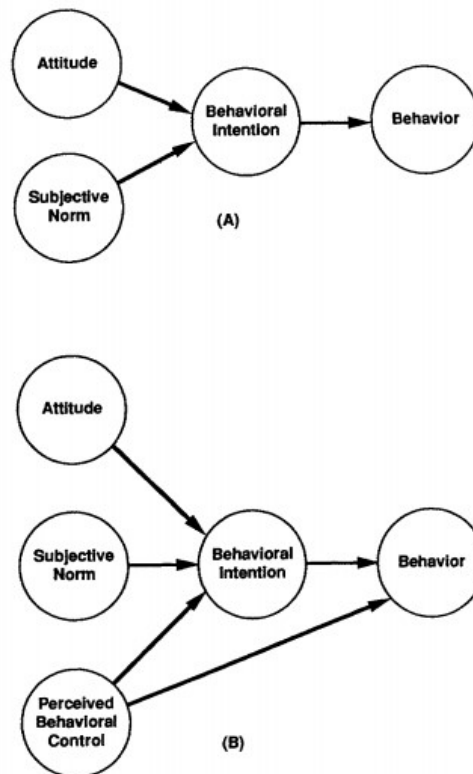 Attitude
Behavioral
Intention
Behavior
Subjective
Norm
(A)
Attitude
Subjective
Norm
Behavioral
Intention
Behavior
Perceived
Behavioral
Control
(B)